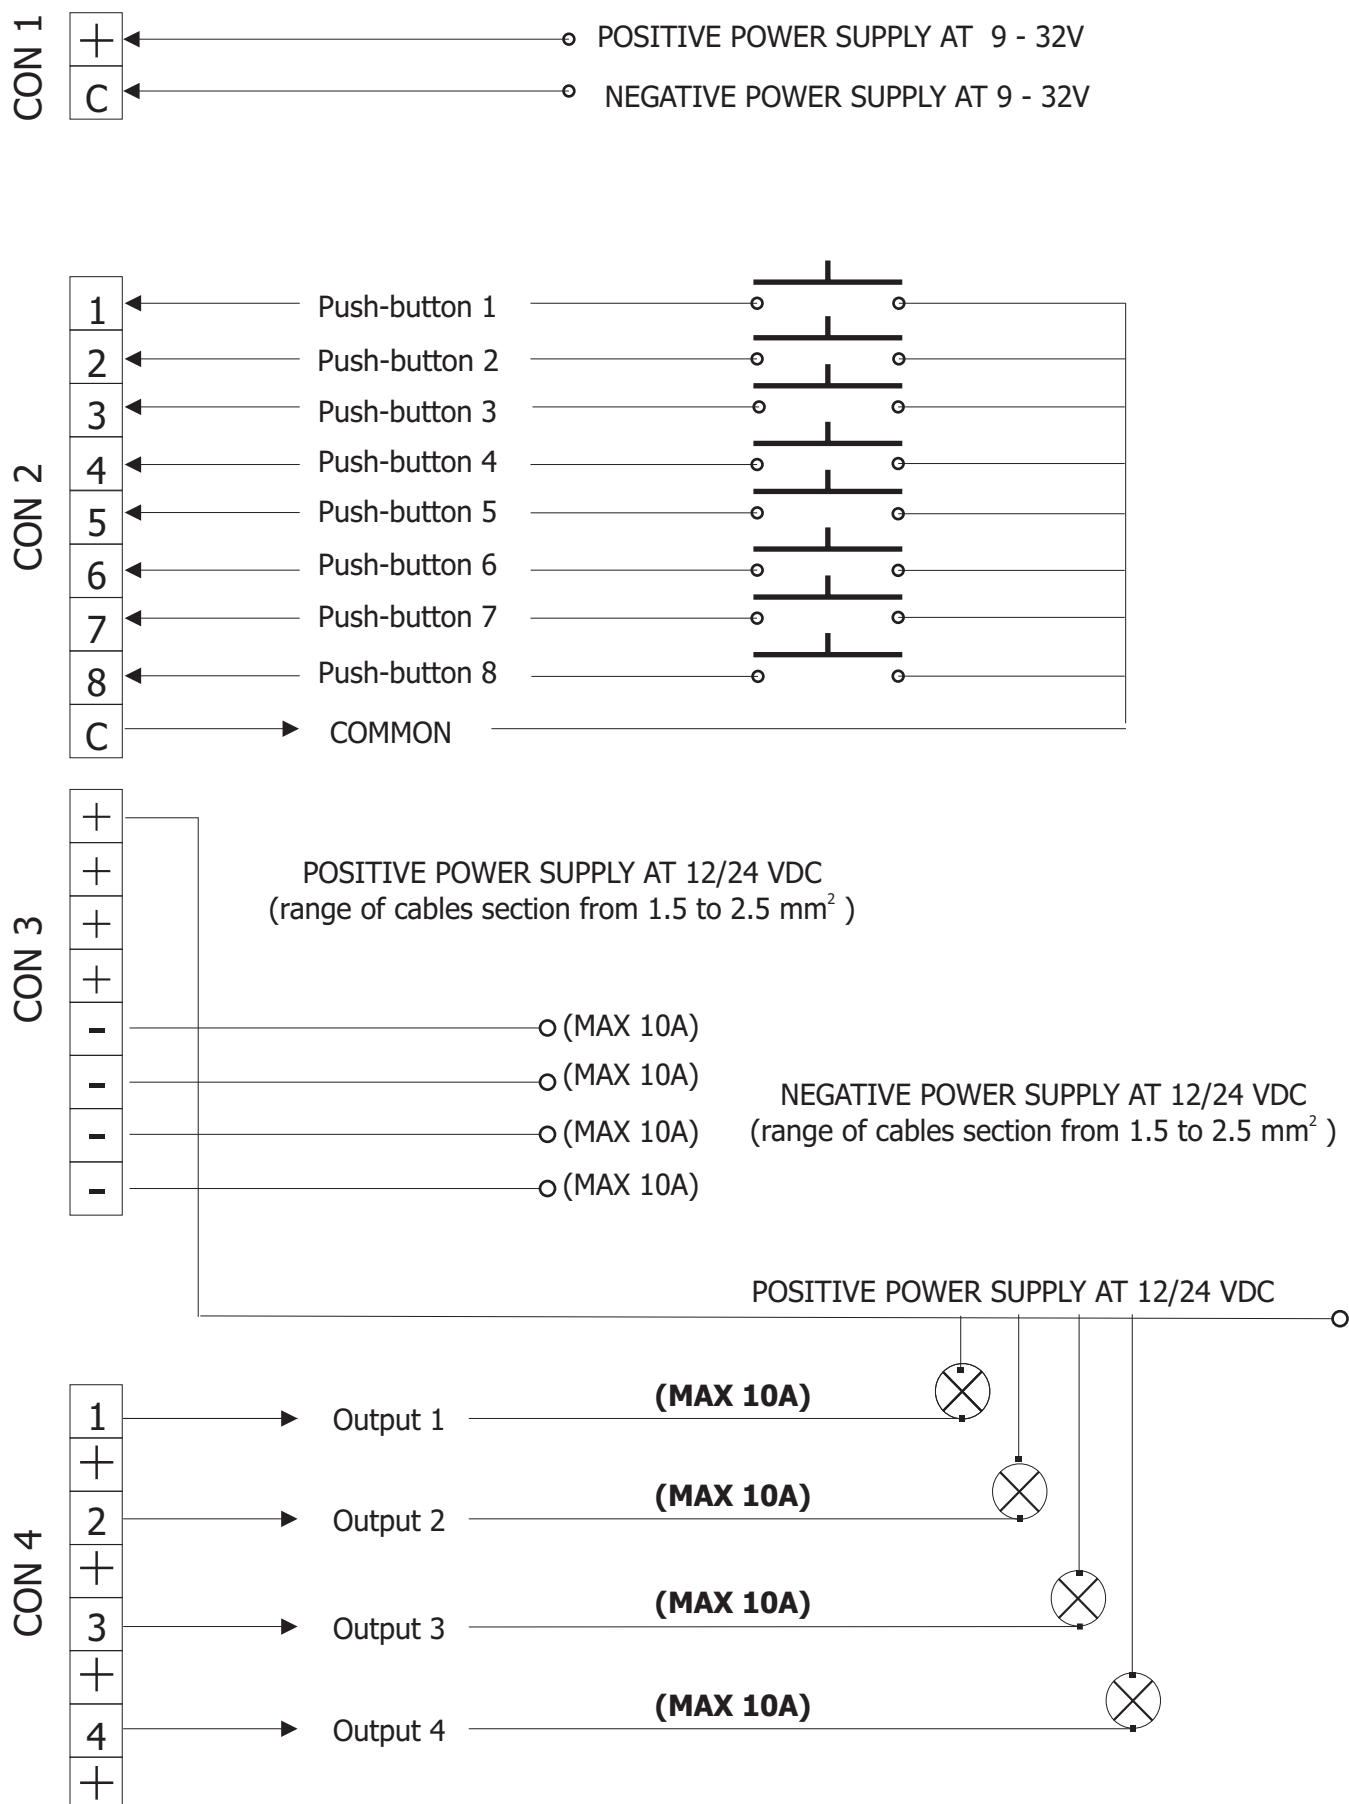 CON 1
+
POSITIVE POWER SUPPLY AT 9 - 32V
C
NEGATIVE POWER SUPPLY AT 9 - 32V
CON 2
1
Push-button 1
2
Push-button 2
3
Push-button 3
4
Push-button 4
5
Push-button 5
6
Push-button 6
7
Push-button 7
8
Push-button 8
C
COMMON
CON 3
+
+
+
+
POSITIVE POWER SUPPLY AT 12/24 VDC
(range of cables section from 1.5 to 2.5 mm² )
-
(MAX 10A)
-
(MAX 10A)
-
(MAX 10A)
-
(MAX 10A)
NEGATIVE POWER SUPPLY AT 12/24 VDC
(range of cables section from 1.5 to 2.5 mm² )
POSITIVE POWER SUPPLY AT 12/24 VDC
CON 4
1
Output 1
(MAX 10A)
+
2
Output 2
(MAX 10A)
+
3
Output 3
(MAX 10A)
+
4
Output 4
(MAX 10A)
+